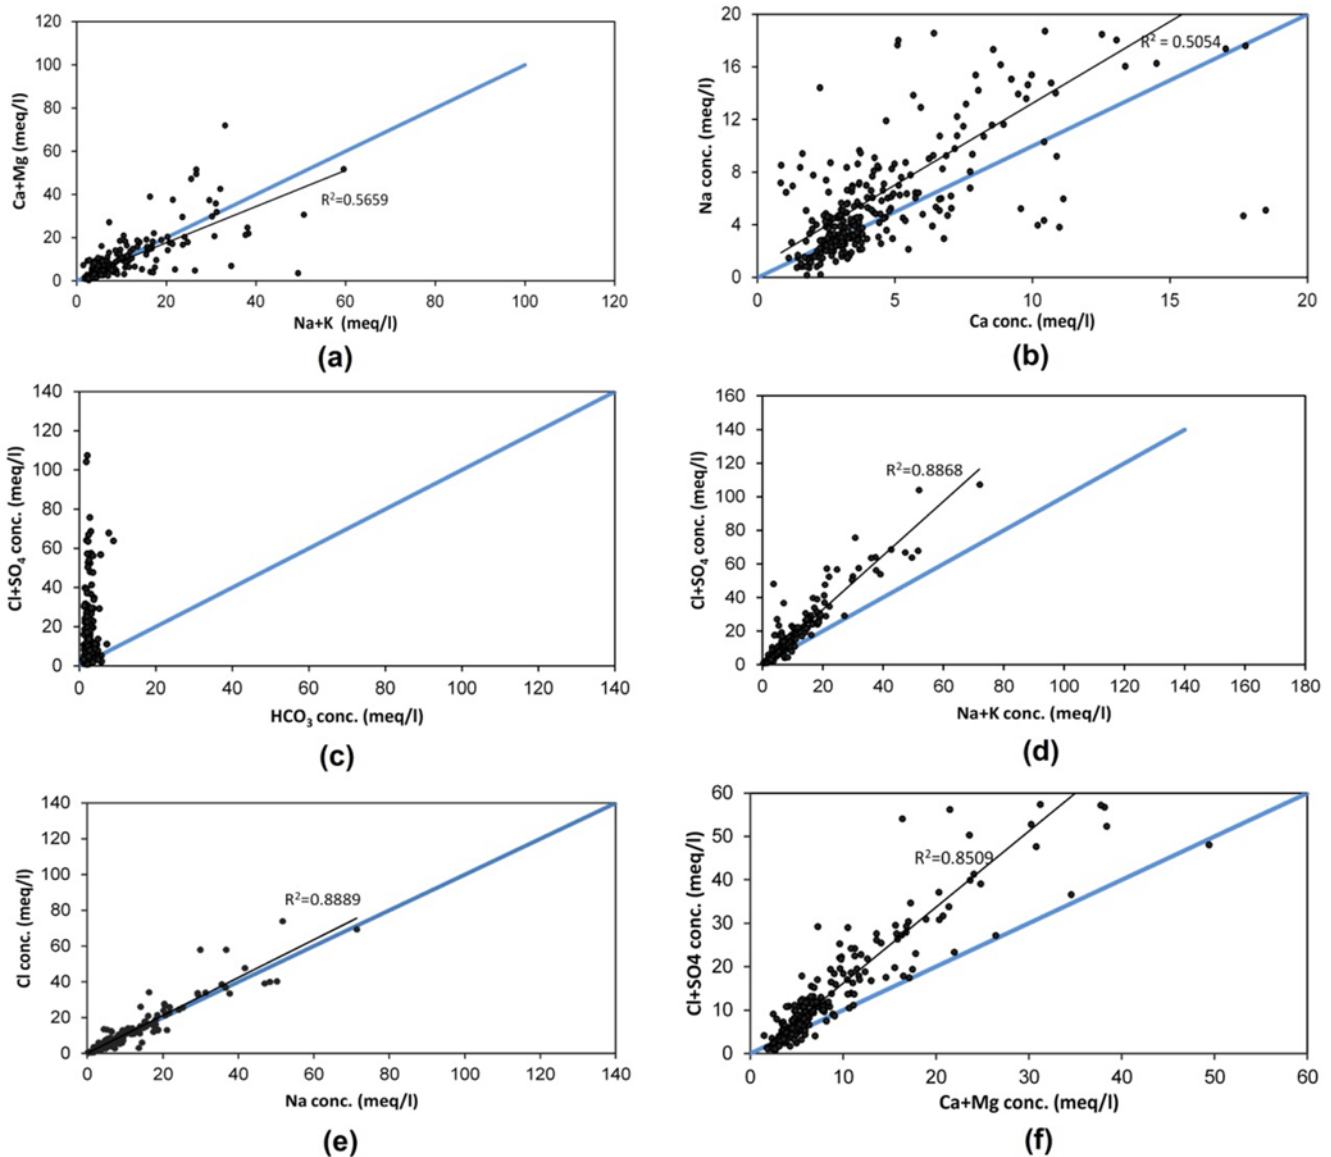 120
100
80
60
40
20
0
Ca+Mg (meq/l)
R²=0.5659
0 20 40 60 80 100 120
Na+K (meq/l)
(a)
20
16
12
8
4
0
Na conc. (meq/l)
R² = 0.5054
0 5 10 15 20
Ca conc. (meq/l)
(b)
140
120
100
80
60
40
20
0
Cl+SO₄ conc. (meq/l)
0 20 40 60 80 100 120 140
HCO₃ conc. (meq/l)
(c)
160
140
120
100
80
60
40
20
0
Cl+SO₄ conc. (meq/l)
R²=0.8868
0 20 40 60 80 100 120 140 160 180
Na+K conc. (meq/l)
(d)
140
120
100
80
60
40
20
0
Cl conc. (meq/l)
R²=0.8889
0 20 40 60 80 100 120 140
Na conc. (meq/l)
(e)
60
50
40
30
20
10
0
Cl+SO4 conc. (meq/l)
R²=0.8509
0 10 20 30 40 50 60
Ca+Mg conc. (meq/l)
(f)